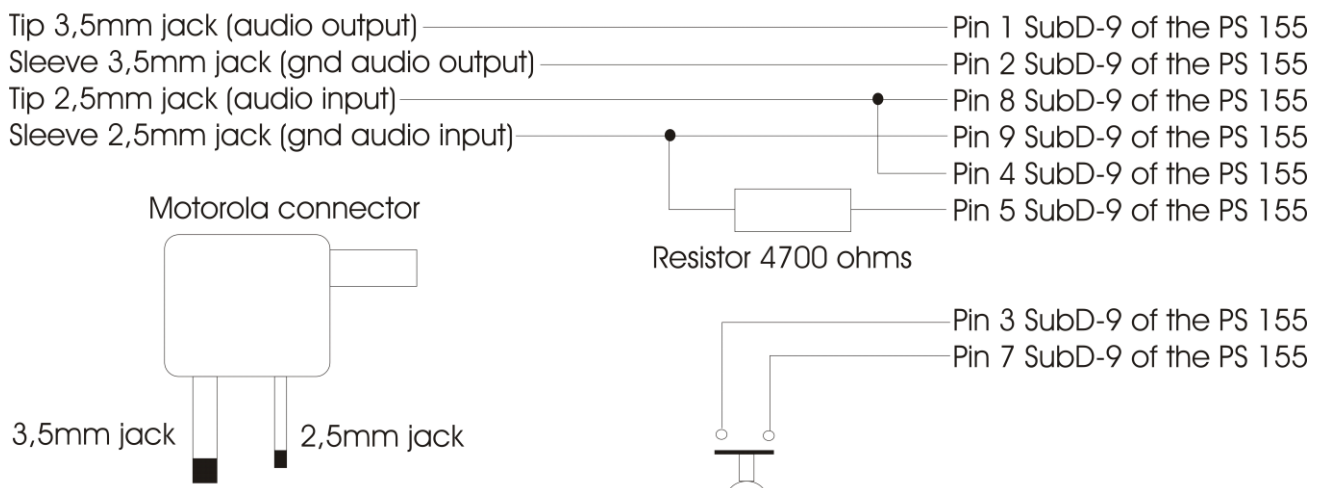 Tip 3,5mm jack (audio output) Pin 1 SubD-9 of the PS 155
Sleeve 3,5mm jack (gnd audio output) Pin 2 SubD-9 of the PS 155
Tip 2,5mm jack (audio input) Pin 8 SubD-9 of the PS 155
Sleeve 2,5mm jack (gnd audio input) Pin 9 SubD-9 of the PS 155
Pin 4 SubD-9 of the PS 155
Pin 5 SubD-9 of the PS 155
Motorola connector
Resistor 4700 ohms
Pin 3 SubD-9 of the PS 155
Pin 7 SubD-9 of the PS 155
3,5mm jack 2,5mm jack